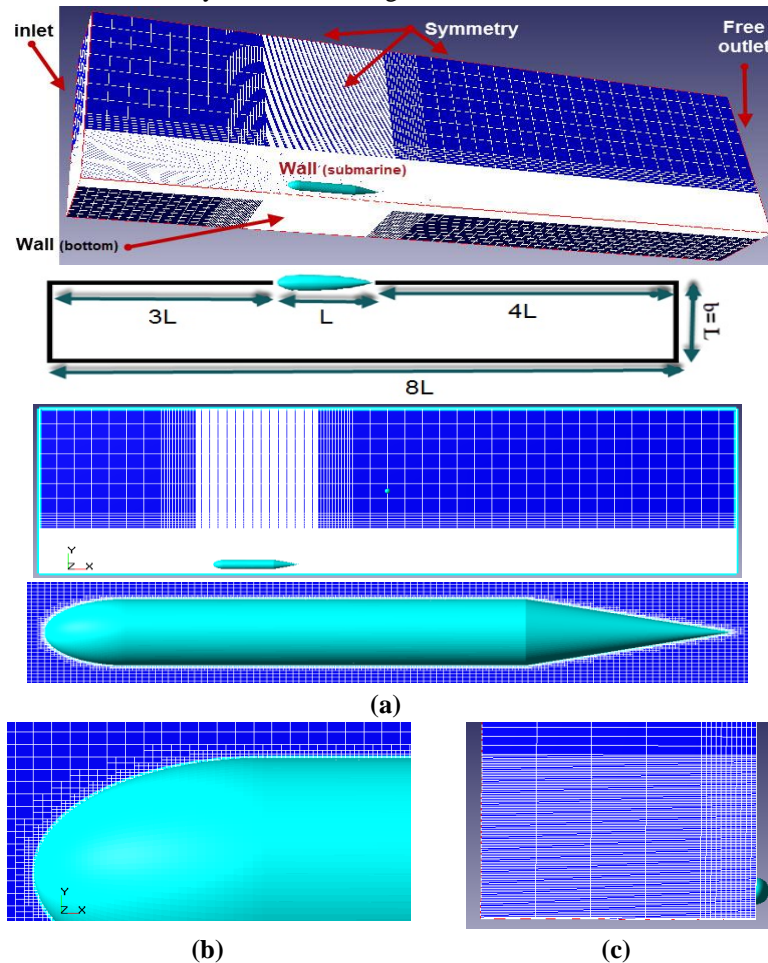 inlet
Symmetry
Free
outlet
Wall (submarine)
Wall (bottom)
3L
L
4L
h=L
8L
Y
Z X
(a)
Y
Z X
(b)
(c)